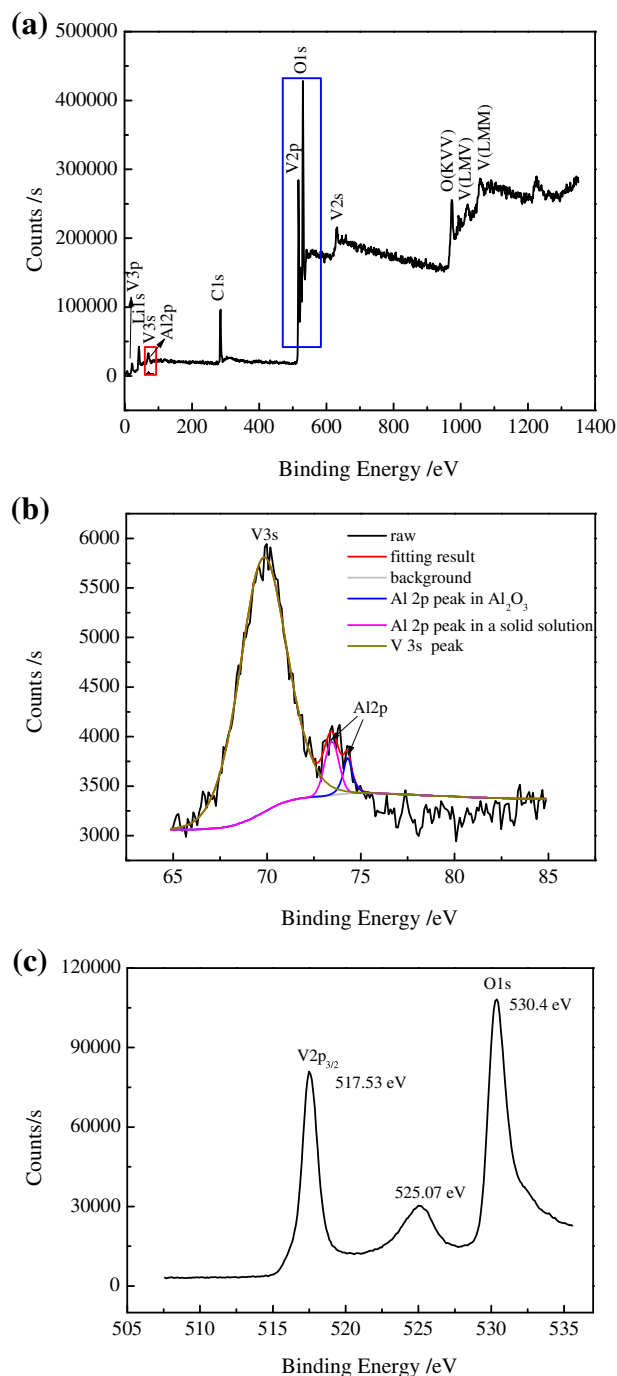 (a)
500000
400000
300000
200000
100000
0
Counts /s
V3p
Li1s
V3s
Al2p
C1s
V2p
O1s
V2s
O(KVV)
V(LMV)
V(LMM)
0 200 400 600 800 1000 1200 1400
Binding Energy /eV
(b)
6000
5500
5000
4500
4000
3500
3000
Counts /s
V3s
raw
fitting result
background
Al 2p peak in Al₂O₃
Al 2p peak in a solid solution
V 3s peak
Al2p
65 70 75 80 85
Binding Energy /eV
(c)
120000
90000
60000
30000
0
Counts/s
O1s
530.4 eV
V2p₃/₂
517.53 eV
525.07 eV
505 510 515 520 525 530 535
Binding Energy /eV